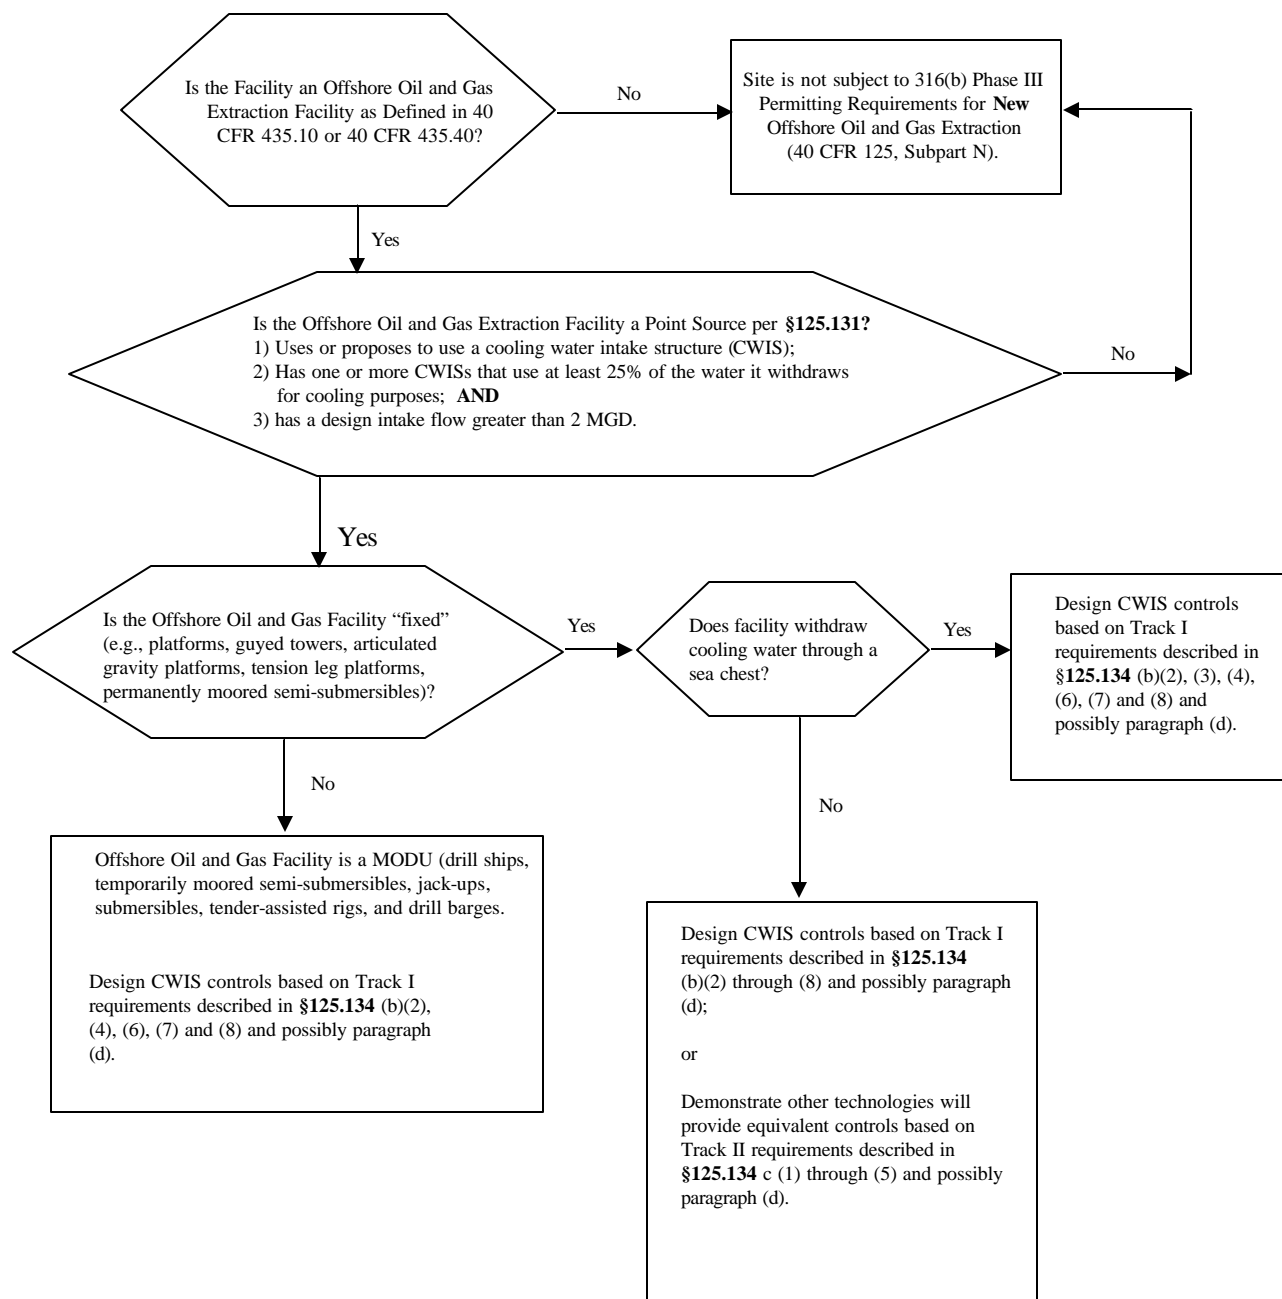 Is the Facility an Offshore Oil and Gas
Extraction Facility as Defined in 40
CFR 435.10 or 40 CFR 435.40?
No
Site is not subject to 316(b) Phase III
Permitting Requirements for New
Offshore Oil and Gas Extraction
(40 CFR 125, Subpart N).
Yes
Is the Offshore Oil and Gas Extraction Facility a Point Source per §125.131?
1) Uses or proposes to use a cooling water intake structure (CWIS);
2) Has one or more CWISs that use at least 25% of the water it withdraws
for cooling purposes; AND
3) has a design intake flow greater than 2 MGD.
No
Yes
Is the Offshore Oil and Gas Facility “fixed”
(e.g., platforms, guyed towers, articulated
gravity platforms, tension leg platforms,
permanently moored semi-submersibles)?
Yes
Does facility withdraw
cooling water through a
sea chest?
Yes
Design CWIS controls
based on Track I
requirements described in
§125.134 (b)(2), (3), (4),
(6), (7) and (8) and
possibly paragraph (d).
No
No
Offshore Oil and Gas Facility is a MODU (drill ships,
temporarily moored semi-submersibles, jack-ups,
submersibles, tender-assisted rigs, and drill barges.
Design CWIS controls based on Track I
requirements described in §125.134 (b)(2),
(4), (6), (7) and (8) and possibly paragraph
(d).
Design CWIS controls based on Track I
requirements described in §125.134
(b)(2) through (8) and possibly paragraph
(d);
or
Demonstrate other technologies will
provide equivalent controls based on
Track II requirements described in
§125.134 c (1) through (5) and possibly
paragraph (d).